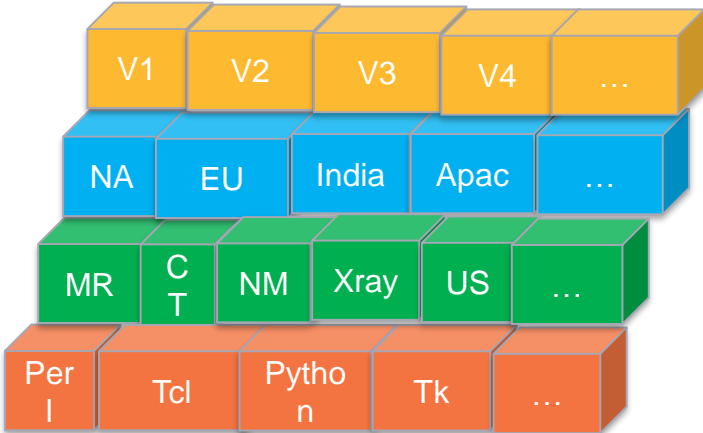 V1 V2 V3 V4 …
NA EU India Apac …
MR C
T NM Xray US …
Per
l Tcl Pytho
n Tk …